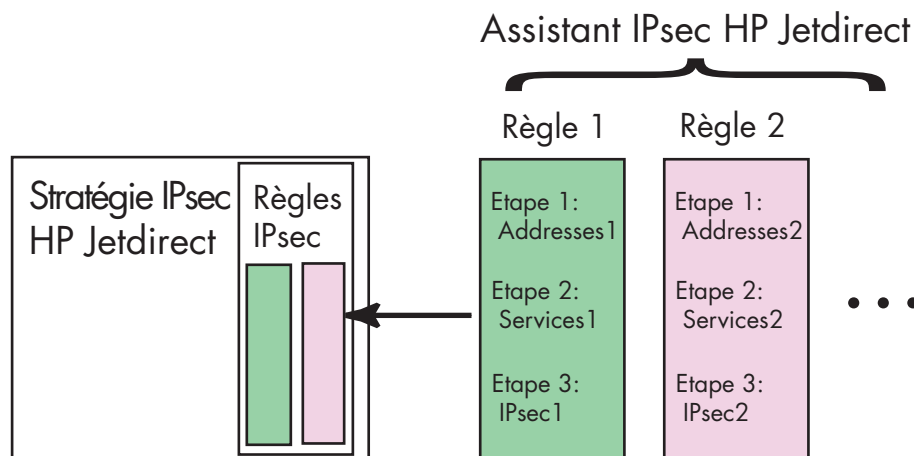 Assistant IPsec HP Jetdirect
Règle 1
Règle 2
Stratégie IPsec
HP Jetdirect
Règles
IPsec
Etape 1:
Addresses1
Etape 2:
Services1
Etape 3:
IPsec1
Etape 1:
Addresses2
Etape 2:
Services2
Etape 3:
IPsec2
...